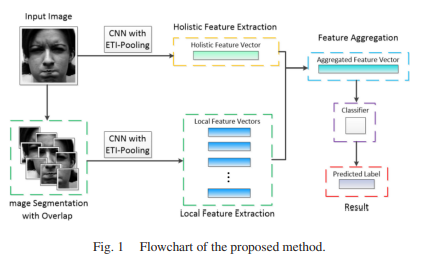 Input Image
CNN with
ETI-Pooling
Holistic Feature Extraction
Holistic Feature Vector
Feature Aggregation
Aggregated Feature Vector
Classifier
Predicted Label
Result
CNN with
ETI-Pooling
Local Feature Vectors
Local Feature Extraction
mage Segmentation
with Overlap
Fig. 1 Flowchart of the proposed method.